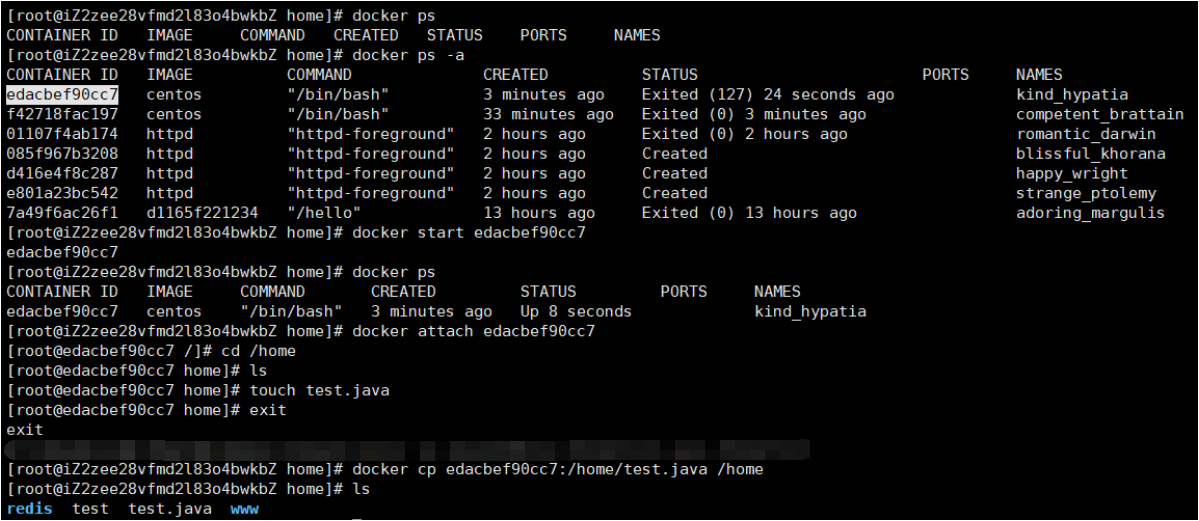 [root@iZ2zee28vfmd2l83o4bwkbZ home]# docker ps
CONTAINER ID   IMAGE     COMMAND   CREATED   STATUS    PORTS     NAMES
[root@iZ2zee28vfmd2l83o4bwkbZ home]# docker ps -a
CONTAINER ID   IMAGE          COMMAND              CREATED          STATUS                        PORTS     NAMES
edacbef90cc7   centos         "/bin/bash"          3 minutes ago    Exited (127) 24 seconds ago             kind_hypatia
f42718fac197   centos         "/bin/bash"          33 minutes ago   Exited (0) 3 minutes ago                competent_brattain
01107f4ab174   httpd          "httpd-foreground"   2 hours ago      Exited (0) 2 hours ago                  romantic_darwin
085f967b3208   httpd          "httpd-foreground"   2 hours ago      Created                                 blissful_khorana
d416e4f8c287   httpd          "httpd-foreground"   2 hours ago      Created                                 happy_wright
e801a23bc542   httpd          "httpd-foreground"   2 hours ago      Created                                 strange_ptolemy
7a49f6ac26f1   d1165f221234   "/hello"             13 hours ago     Exited (0) 13 hours ago                 adoring_margulis
[root@iZ2zee28vfmd2l83o4bwkbZ home]# docker start edacbef90cc7
edacbef90cc7
[root@iZ2zee28vfmd2l83o4bwkbZ home]# docker ps
CONTAINER ID   IMAGE     COMMAND       CREATED         STATUS         PORTS     NAMES
edacbef90cc7   centos    "/bin/bash"   3 minutes ago   Up 8 seconds             kind_hypatia
[root@iZ2zee28vfmd2l83o4bwkbZ home]# docker attach edacbef90cc7
[root@edacbef90cc7 /]# cd /home
[root@edacbef90cc7 home]# ls
[root@edacbef90cc7 home]# touch test.java
[root@edacbef90cc7 home]# exit
exit
[root@iZ2zee28vfmd2l83o4bwkbZ home]# docker cp edacbef90cc7:/home/test.java /home
[root@iZ2zee28vfmd2l83o4bwkbZ home]# ls
redis  test  test.java  www